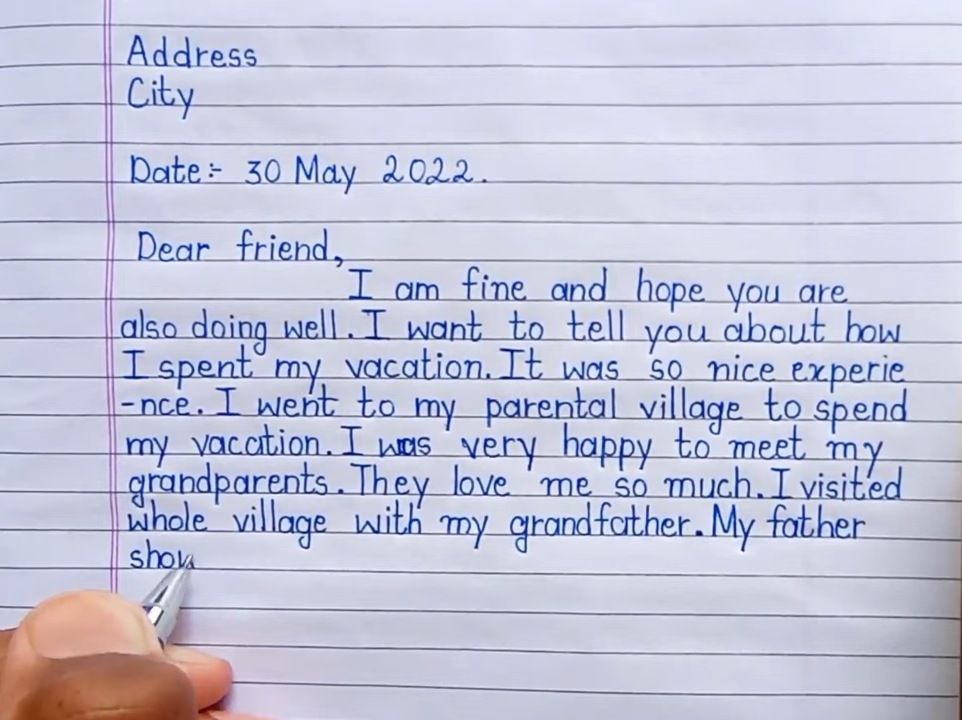 Address
City
Date:- 30 May 2022.
Dear friend,
I am fine and hope you are
also doing well. I want to tell you about how
I spent my vacation. It was so nice experie
-nce. I went to my parental village to spend
my vacation. I was very happy to meet my
grandparents. They love me so much. I visited
whole village with my grandfather. My father
show